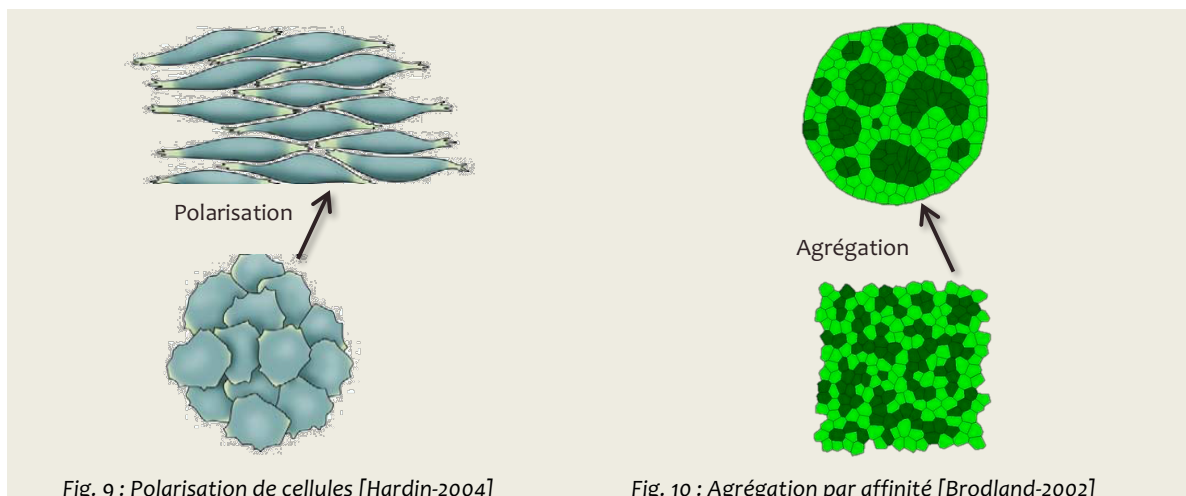 Polarisation
Agrégation
Fig. 9 : Polarisation de cellules [Hardin-2004]
Fig. 10 : Agrégation par affinité [Brodland-2002]